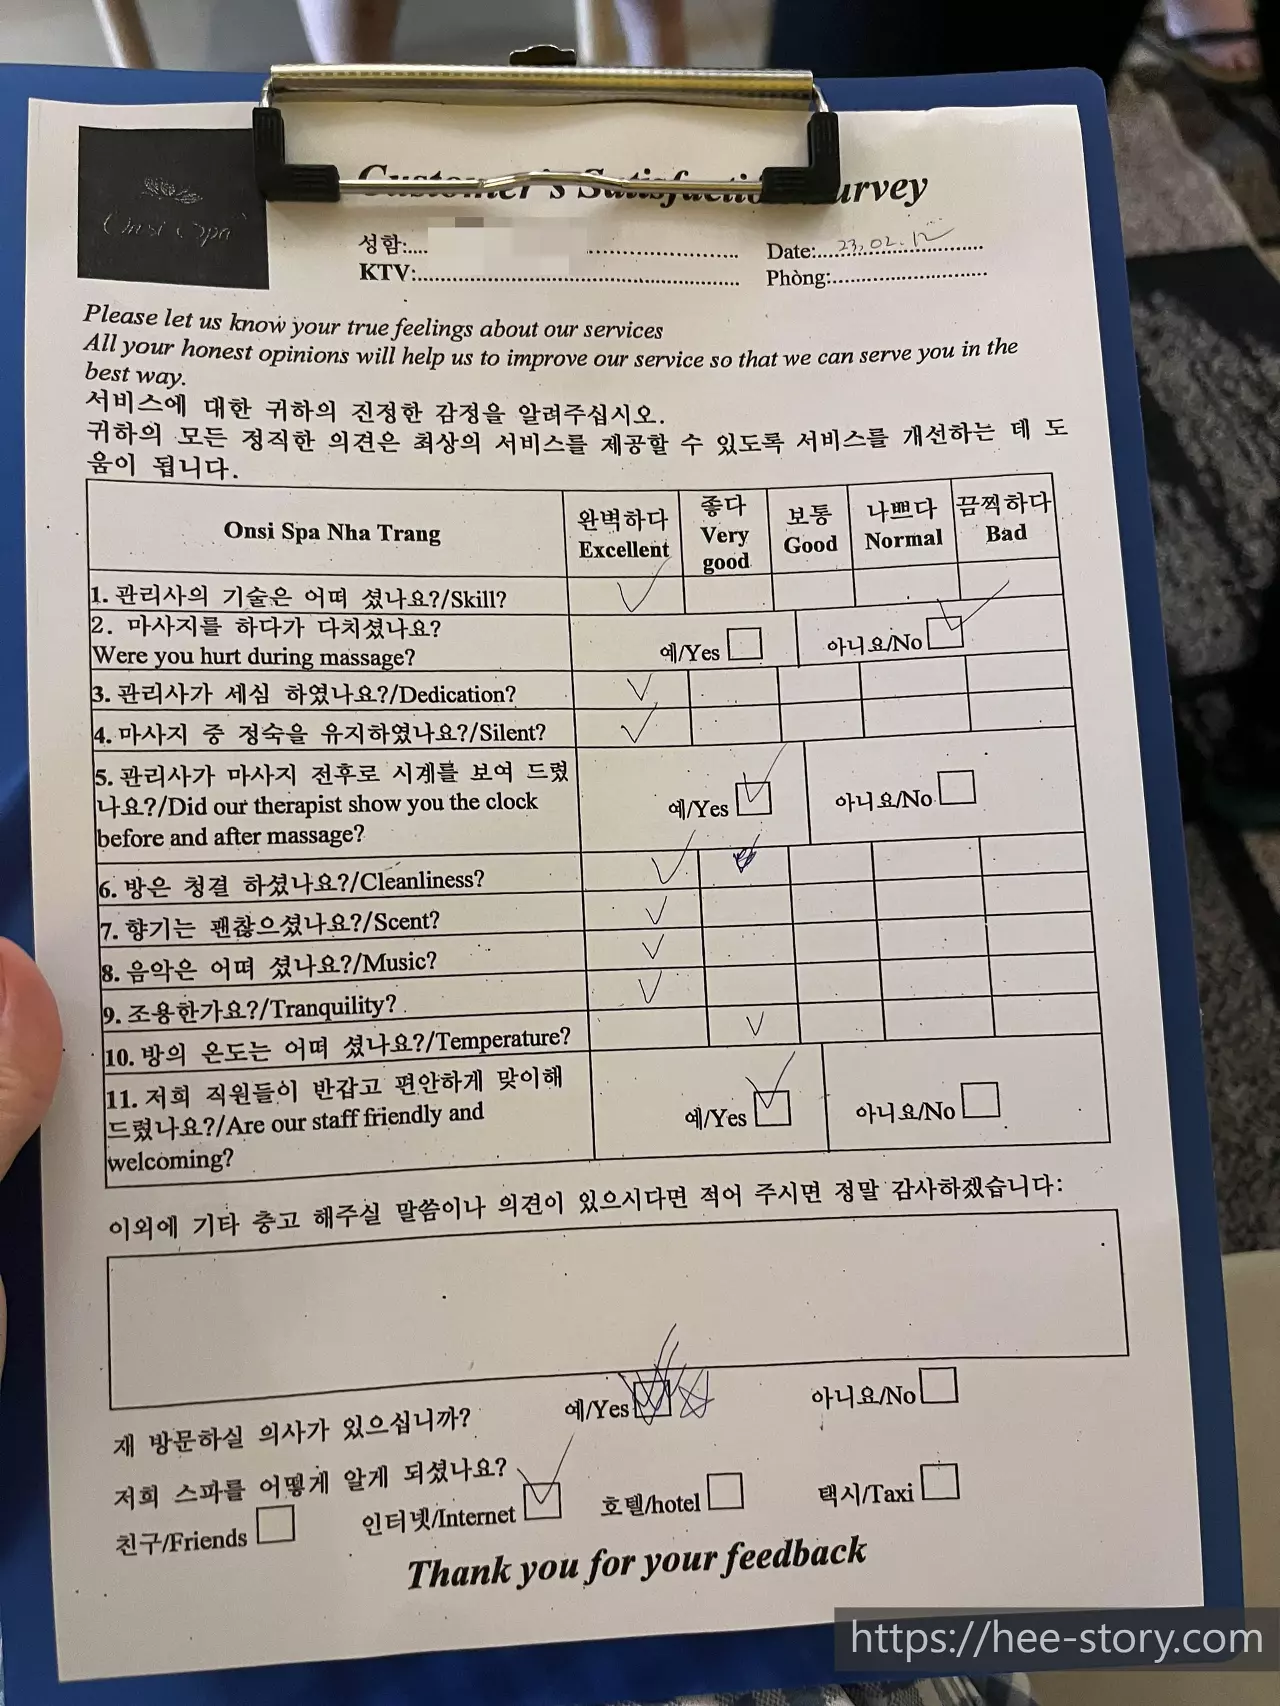 Onsi Spa
Customer's Satisfaction Survey
성함:....
Date:....23.02.12..........
KTV:..........
Phòng:..........
Please let us know your true feelings about our services
All your honest opinions will help us to improve our service so that we can serve you in the
best way.
서비스에 대한 귀하의 진정한 감정을 알려주십시오.
귀하의 모든 정직한 의견은 최상의 서비스를 제공할 수 있도록 서비스를 개선하는 데 도
움이 됩니다.
Onsi Spa Nha Trang
완벽하다
Excellent
좋다
Very
good
보통
Good
나쁘다
Normal
끔찍하다
Bad
1. 관리사의 기술은 어떠 셨나요?/Skill?
2. 마사지를 하다가 다치셨나요?
Were you hurt during massage?
예/Yes
아니요/No
3. 관리사가 세심 하였나요?/Dedication?
4. 마사지 중 정숙을 유지하였나요?/Silent?
5. 관리사가 마사지 전후로 시계를 보여 드렸
나요?/Did our therapist show you the clock
before and after massage?
예/Yes
아니요/No
6. 방은 청결 하셨나요?/Cleanliness?
7. 향기는 괜찮으셨나요?/Scent?
8. 음악은 어떠 셨나요?/Music?
9. 조용한가요?/Tranquility?
10. 방의 온도는 어떠 셨나요?/Temperature?
11. 저희 직원들이 반갑고 편안하게 맞이해
드렸나요?/Are our staff friendly and
welcoming?
예/Yes
아니요/No
이외에 기타 충고 해주실 말씀이나 의견이 있으시다면 적어 주시면 정말 감사하겠습니다:
재 방문하실 의사가 있으십니까?
예/Yes
아니요/No
저희 스파를 어떻게 알게 되셨나요?
친구/Friends
인터넷/Internet
호텔/hotel
택시/Taxi
Thank you for your feedback
https://hee-story.com